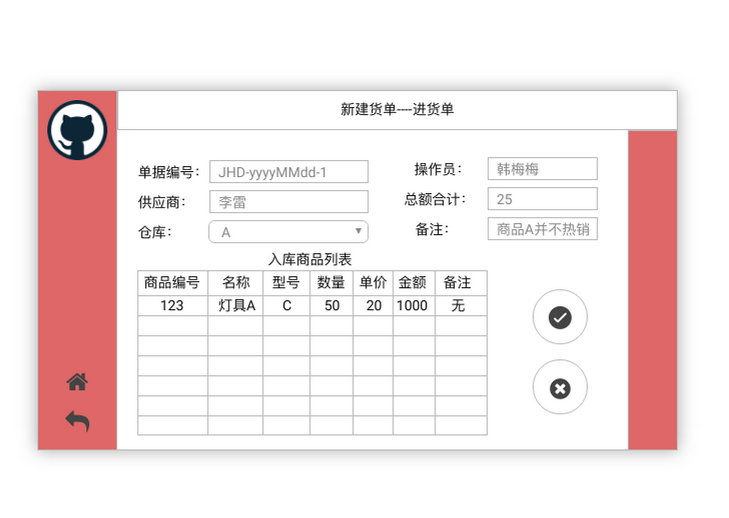 新建货单----进货单
单据编号： JHD-yyyyMMdd-1 操作员： 韩梅梅
供应商： 李雷 总额合计： 25
仓库： A 备注： 商品A并不热销
入库商品列表
商品编号 名称 型号 数量 单价 金额 备注
123 灯具A C 50 20 1000 无